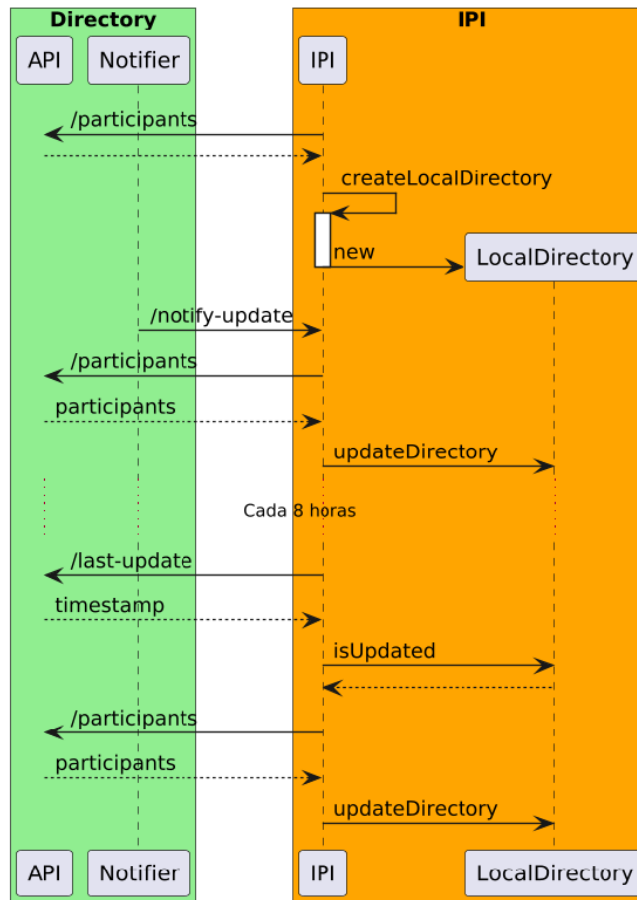 Directory
IPI
API
Notifier
IPI
/participants
createLocalDirectory
new
LocalDirectory
/notify-update
/participants
participants
updateDirectory
Cada 8 horas
/last-update
timestamp
isUpdated
/participants
participants
updateDirectory
API
Notifier
IPI
LocalDirectory